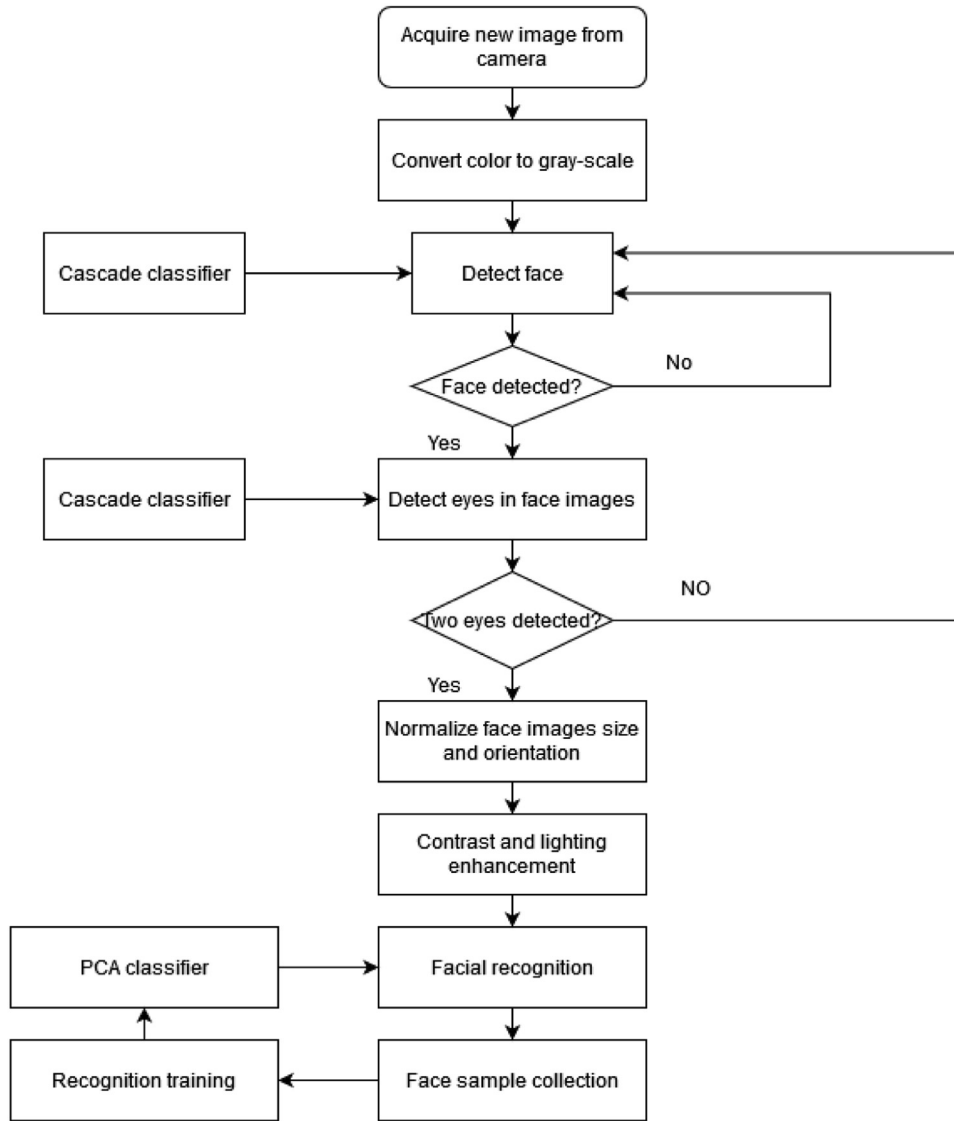 Acquire new image from
camera
Convert color to gray-scale
Cascade classifier
Detect face
No
Face detected?
Yes
Cascade classifier
Detect eyes in face images
NO
Two eyes detected?
Yes
Normalize face images size
and orientation
Contrast and lighting
enhancement
PCA classifier
Facial recognition
Recognition training
Face sample collection